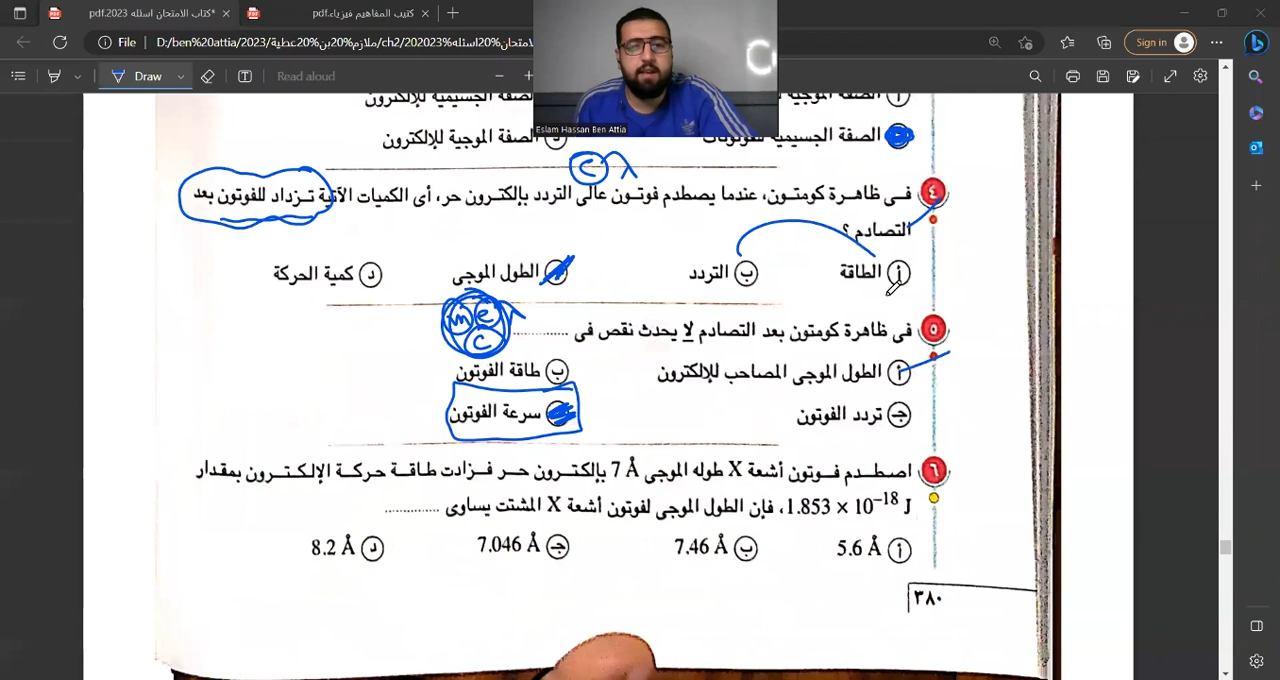 كتاب الامتحان اسئله 2023.pdf*
كتيب المفاهيم فيزياء.pdf
File
D:/ben%20attia/2023/ملازم%20بن%20عطية/ch2/202023%امتحان%20اسئله
Sign in
Draw
Read aloud
Eslam Hassan Ben Attia
الصفة الجسيمية للإلكترون
د الصفة الموجية للإلكترون
C λ
٤ فى ظاهرة كومتون، عندما يصطدم فوتون عالى التردد بإلكترون حر، أى الكميات الآتية تزداد للفوتون بعد
التصادم ؟
أ الطاقة
ب التردد
الطول الموجى
د كمية الحركة
m e c λ
٥ فى ظاهرة كومتون بعد التصادم لا يحدث نقص فى ..............
أ الطول الموجى المصاحب للإلكترون
ب طاقة الفوتون
ج تردد الفوتون
سرعة الفوتون
٦ اصطدم فوتون أشعة X طوله الموجى 7 Å بإلكترون حر فزادت طاقة حركة الإلكترون بمقدار
1.853 × 10⁻¹⁸ J، فإن الطول الموجى لفوتون أشعة X المشتت يساوى ..............
أ 5.6 Å
ب 7.46 Å
ج 7.046 Å
د 8.2 Å
٣٨٠